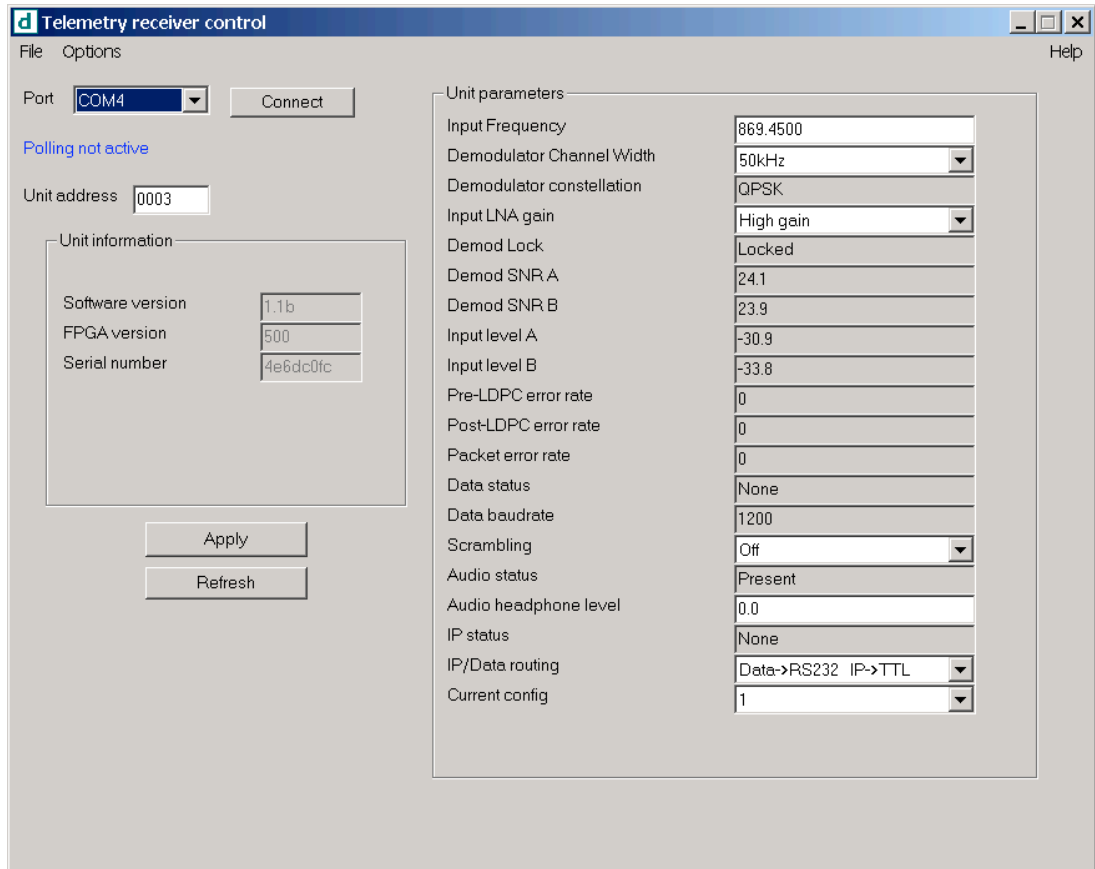 d Telemetry receiver control
File Options Help
Port COM4 Connect
Polling not active
Unit address 0003
Unit information
Software version 1.1b
FPGA version 500
Serial number 4e6dc0fc
Apply
Refresh
Unit parameters
Input Frequency 869.4500
Demodulator Channel Width 50kHz
Demodulator constellation QPSK
Input LNA gain High gain
Demod Lock Locked
Demod SNR A 24.1
Demod SNR B 23.9
Input level A -30.9
Input level B -33.8
Pre-LDPC error rate 0
Post-LDPC error rate 0
Packet error rate 0
Data status None
Data baudrate 1200
Scrambling Off
Audio status Present
Audio headphone level 0.0
IP status None
IP/Data routing Data->RS232 IP->TTL
Current config 1